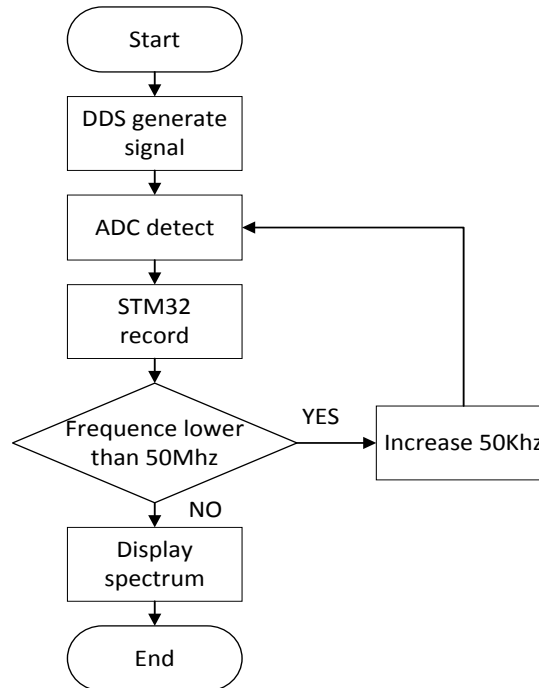 Start
DDS generate
signal
ADC detect
STM32
record
Frequence lower
than 50Mhz
YES
Increase 50Khz
NO
Display
spectrum
End